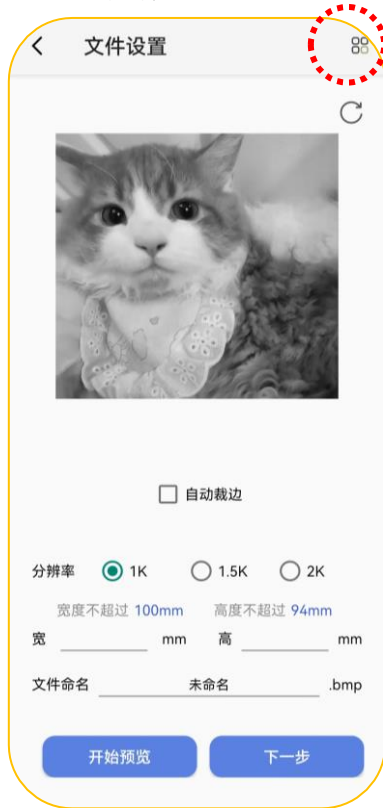 文件设置
自动裁边
分辨率 1K 1.5K 2K
宽度不超过 100mm 高度不超过 94mm
宽 mm 高 mm
文件命名 未命名 .bmp
开始预览 下一步